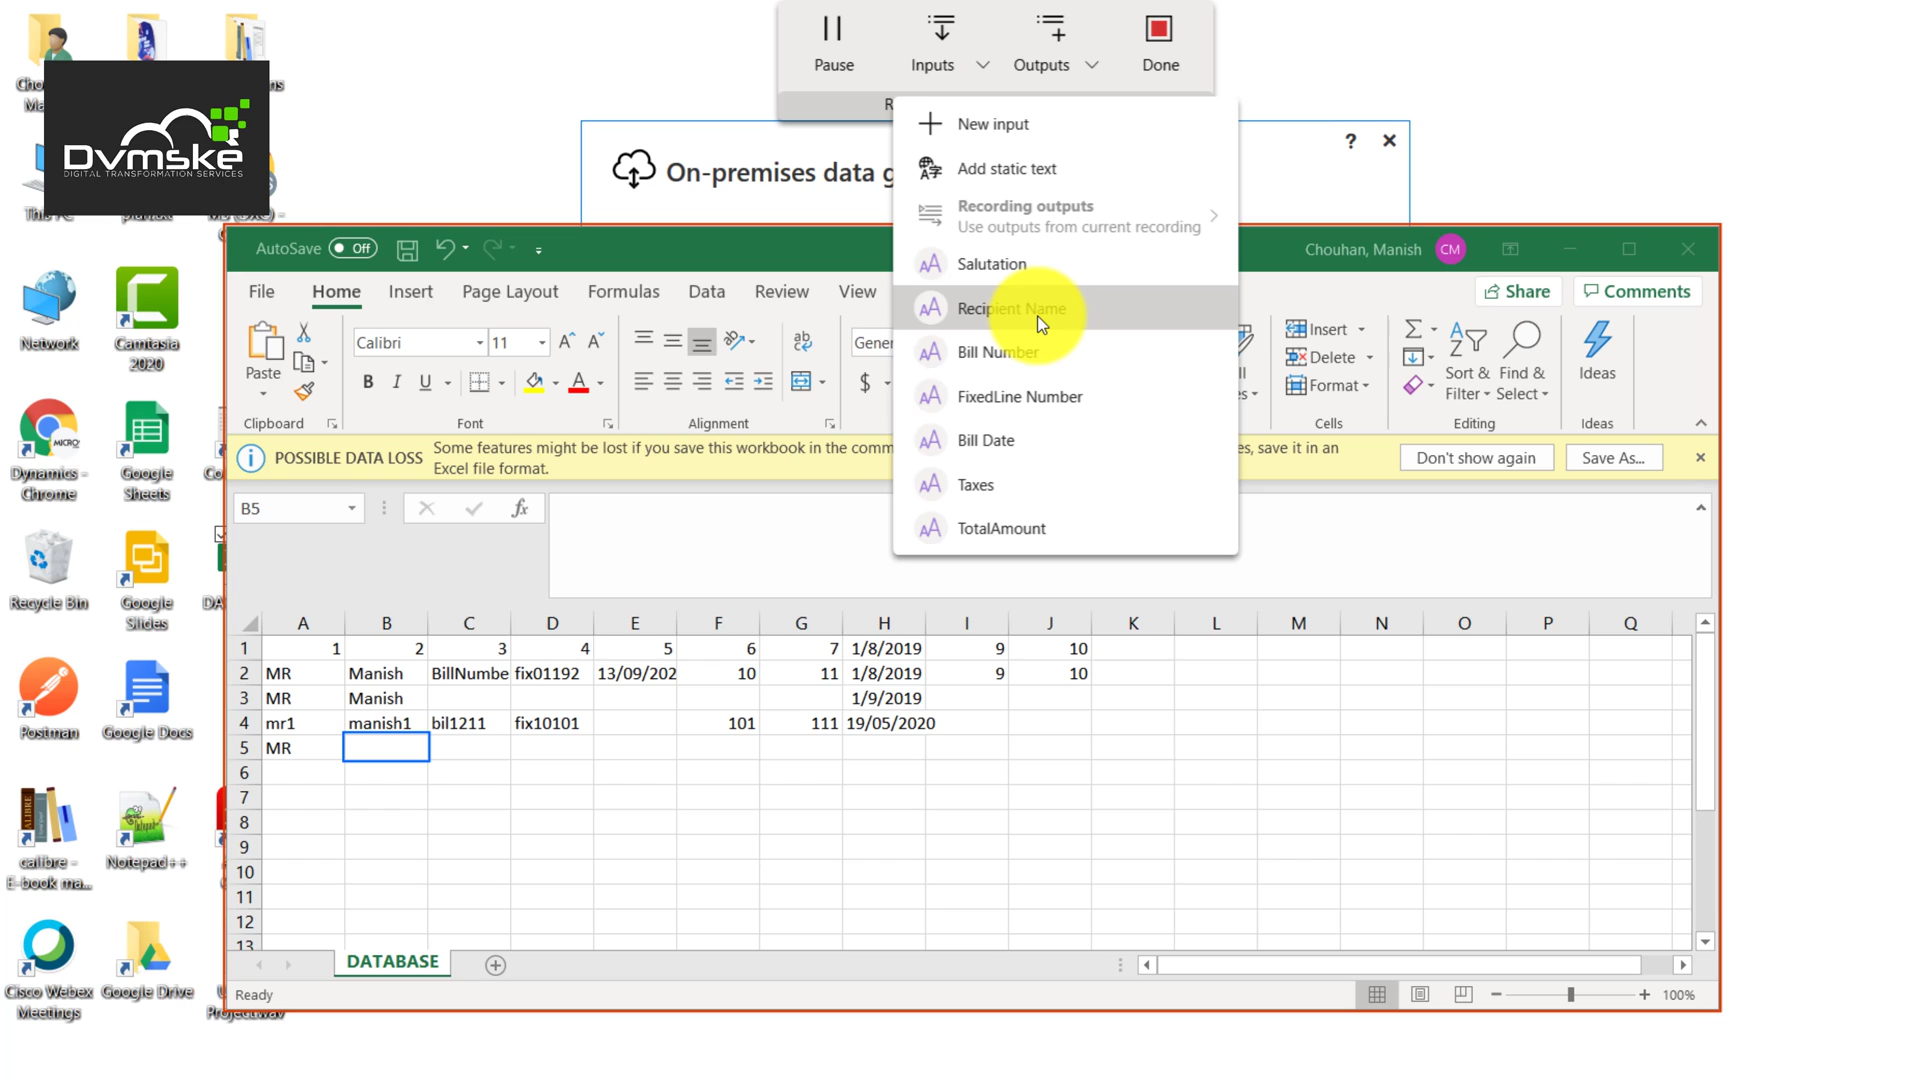 Pause
Inputs
Outputs
Done
New input
Add static text
Recording outputs
Use outputs from current recording
Salutation
Recipient Name
Bill Number
FixedLine Number
Bill Date
Taxes
TotalAmount
On-premises data g
? ×
Dvmske
DIGITAL TRANSFORMATION SERVICES
This PC
Network
Camtasia
2020
Dynamics -
Chrome
Google
Sheets
Recycle Bin
Google
Slides
Postman
Google Docs
calibre -
E-book ma...
Notepad++
Cisco Webex
Meetings
Google Drive
AutoSave Off
Chouhan, Manish CM
File Home Insert Page Layout Formulas Data Review View
Share Comments
Paste
Calibri 11
B I U
Gener
$
Insert
Delete
Format
Sort &
Filter
Find &
Select
Ideas
Clipboard Font Alignment Cells Editing Ideas
POSSIBLE DATA LOSS Some features might be lost if you save this workbook in the comm
es, save it in an
Excel file format.
Don't show again Save As...
B5 fx
A B C D E F G H I J K L M N O P Q
1 1 2 3 4 5 6 7 1/8/2019 9 10
2 MR Manish BillNumbe fix01192 13/09/202 10 11 1/8/2019 9 10
3 MR Manish 1/9/2019
4 mr1 manish1 bil1211 fix10101 101 111 19/05/2020
5 MR
6
7
8
9
10
11
12
13
DATABASE
Ready
100%